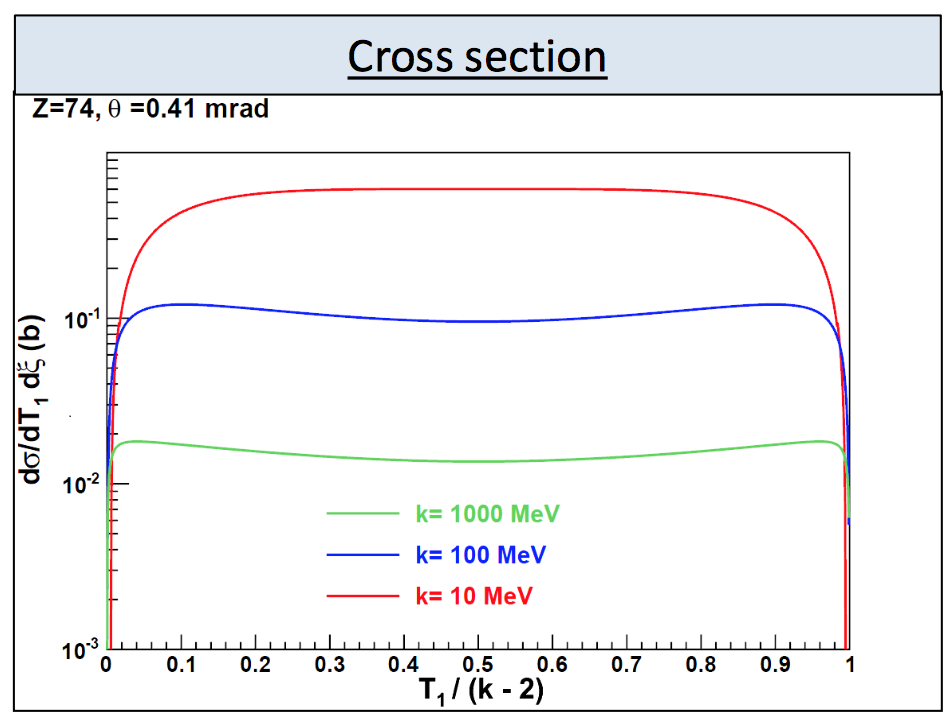 Cross section
Z=74, θ =0.41 mrad
dσ/dT₁ dξ (b)
10⁻¹
10⁻²
10⁻³
k= 1000 MeV
k= 100 MeV
k= 10 MeV
0 0.1 0.2 0.3 0.4 0.5 0.6 0.7 0.8 0.9 1
T₁ / (k - 2)